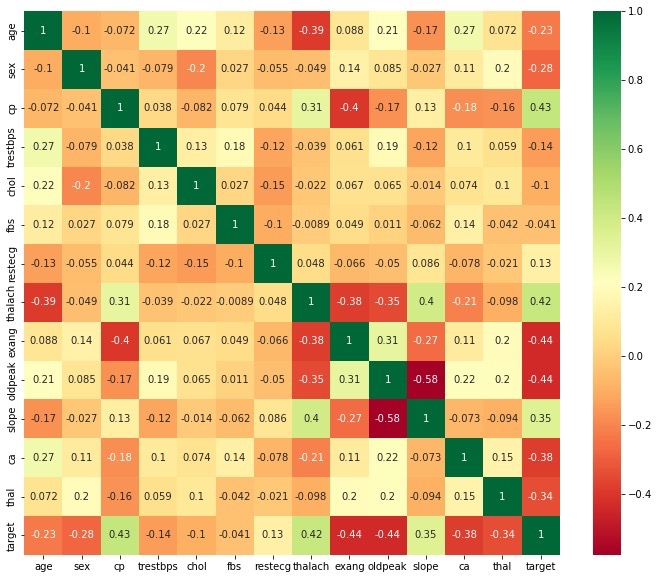 age 1 -0.1 -0.072 0.27 0.22 0.12 -0.13 -0.39 0.088 0.21 -0.17 0.27 0.072 -0.23
sex -0.1 1 -0.041 -0.079 -0.2 0.027 -0.055 -0.049 0.14 0.085 -0.027 0.11 0.2 -0.28
cp -0.072 -0.041 1 0.038 -0.082 0.079 0.044 0.31 -0.4 -0.17 0.13 -0.18 -0.16 0.43
trestbps 0.27 -0.079 0.038 1 0.13 0.18 -0.12 -0.039 0.061 0.19 -0.12 0.1 0.059 -0.14
chol 0.22 -0.2 -0.082 0.13 1 0.027 -0.15 -0.022 0.067 0.065 -0.014 0.074 0.1 -0.1
fbs 0.12 0.027 0.079 0.18 0.027 1 -0.1 -0.0089 0.049 0.011 -0.062 0.14 -0.042 -0.041
restecg -0.13 -0.055 0.044 -0.12 -0.15 -0.1 1 0.048 -0.066 -0.05 0.086 -0.078 -0.021 0.13
thalach -0.39 -0.049 0.31 -0.039 -0.022 -0.0089 0.048 1 -0.38 -0.35 0.4 -0.21 -0.098 0.42
exang 0.088 0.14 -0.4 0.061 0.067 0.049 -0.066 -0.38 1 0.31 -0.27 0.11 0.2 -0.44
oldpeak 0.21 0.085 -0.17 0.19 0.065 0.011 -0.05 -0.35 0.31 1 -0.58 0.22 0.2 -0.44
slope -0.17 -0.027 0.13 -0.12 -0.014 -0.062 0.086 0.4 -0.27 -0.58 1 -0.073 -0.094 0.35
ca 0.27 0.11 -0.18 0.1 0.074 0.14 -0.078 -0.21 0.11 0.22 -0.073 1 0.15 -0.38
thal 0.072 0.2 -0.16 0.059 0.1 -0.042 -0.021 -0.098 0.2 0.2 -0.094 0.15 1 -0.34
target -0.23 -0.28 0.43 -0.14 -0.1 -0.041 0.13 0.42 -0.44 -0.44 0.35 -0.38 -0.34 1
age sex cp trestbps chol fbs restecg thalach exang oldpeak slope ca thal target
1.0
0.8
0.6
0.4
0.2
0.0
-0.2
-0.4